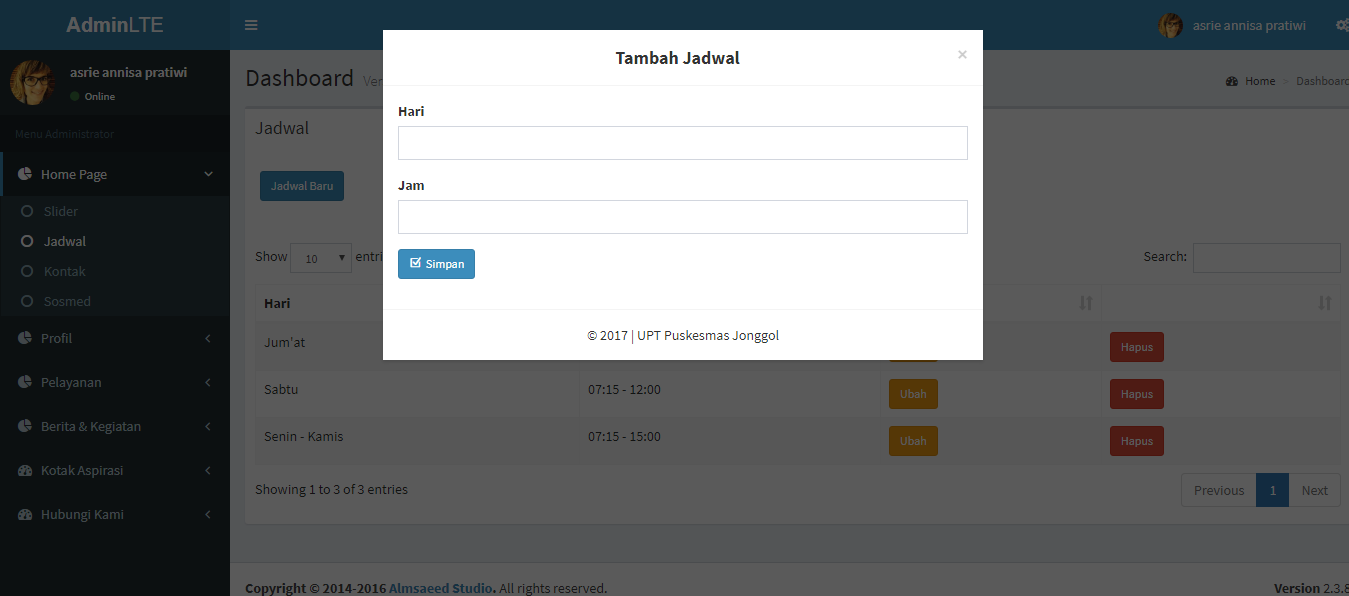 AdminLTE
asrie annisa pratiwi
asrie annisa pratiwi
Online
Menu Administrator
Home Page
Slider
Jadwal
Kontak
Sosmed
Profil
Pelayanan
Berita & Kegiatan
Kotak Aspirasi
Hubungi Kami
Dashboard
Home > Dashboard
Jadwal
Jadwal Baru
Tambah Jadwal ×
Hari
Jam
Simpan
© 2017 | UPT Puskesmas Jonggol
Show 10 entri
Search:
Hari
Jum'at Hapus
Sabtu 07:15 - 12:00 Ubah Hapus
Senin - Kamis 07:15 - 15:00 Ubah Hapus
Showing 1 to 3 of 3 entries
Previous 1 Next
Copyright © 2014-2016 Almsaeed Studio. All rights reserved.
Version 2.3.8